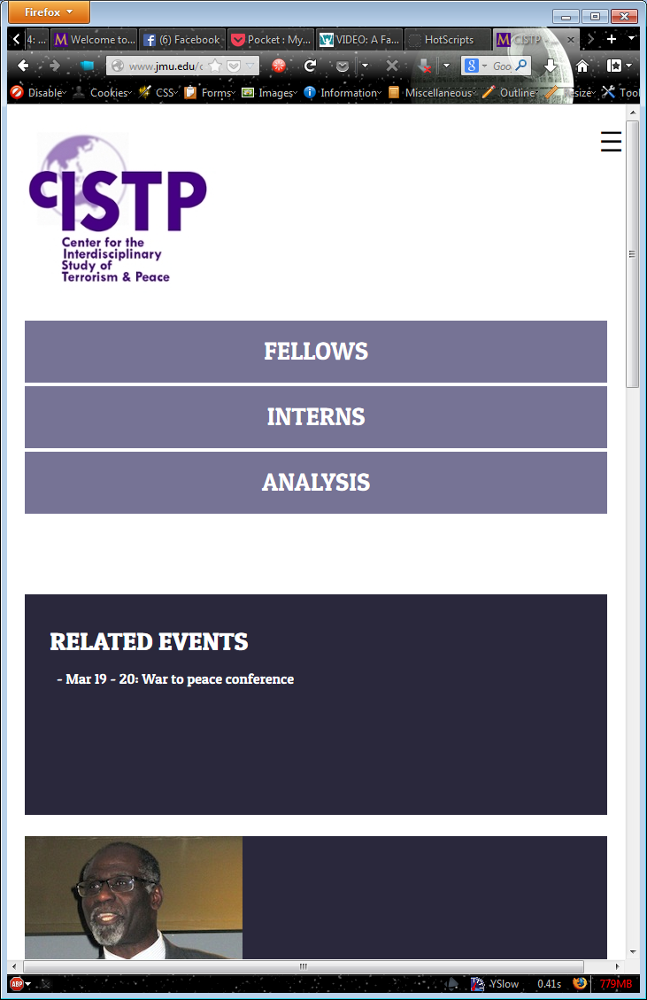 Firefox
4: ...
Welcome to...
(6) Facebook
Pocket : My...
VIDEO: A Fa...
HotScripts
CISTP
www.jmu.edu/c
Goo
Disable
Cookies
CSS
Forms
Images
Information
Miscellaneous
Outline
esize
Tool
cISTP
Center for the
Interdisciplinary
Study of
Terrorism & Peace
FELLOWS
INTERNS
ANALYSIS
RELATED EVENTS
- Mar 19 - 20: War to peace conference
ABP
YSlow
0.41s
779MB